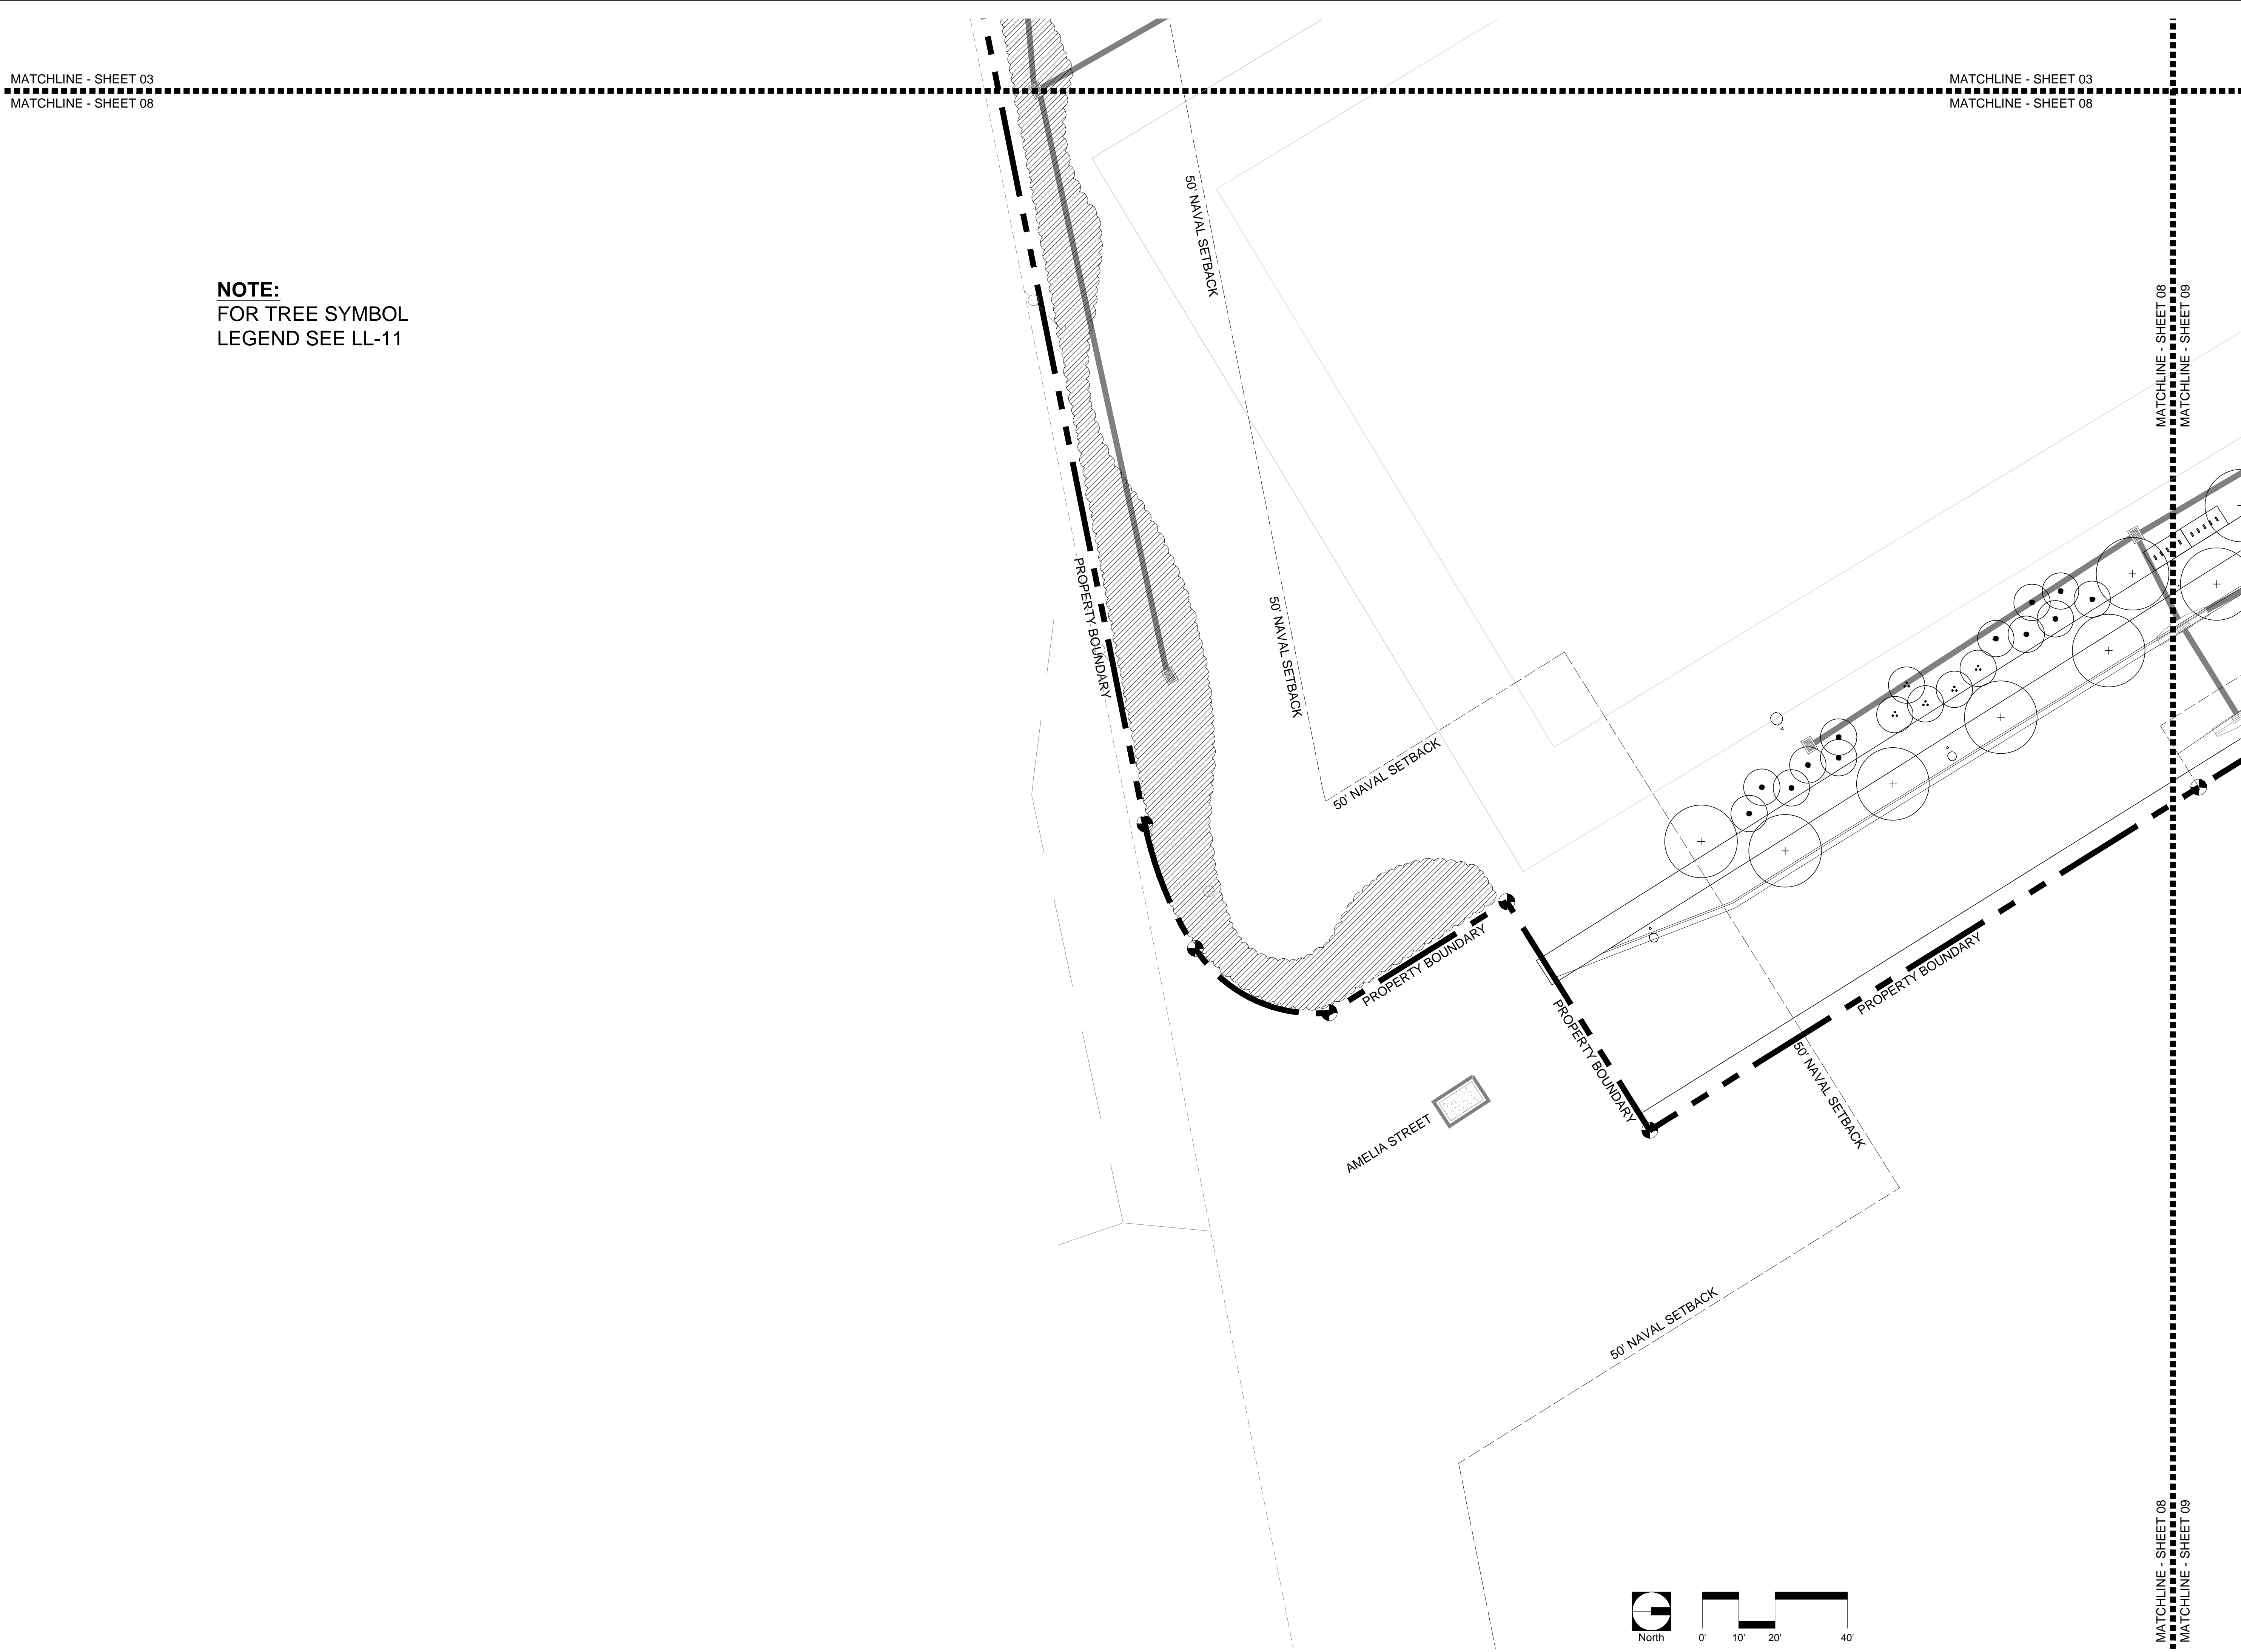 MATCHLINE - SHEET 03
MATCHLINE - SHEET 08
MATCHLINE - SHEET 03
MATCHLINE - SHEET 08
NOTE:
FOR TREE SYMBOL
LEGEND SEE LL-11
50' NAVAL SETBACK
MATCHLINE - SHEET 08
MATCHLINE - SHEET 09
PROPERTY BOUNDARY
50' NAVAL SETBACK
50' NAVAL SETBACK
PROPERTY BOUNDARY
PROPERTY BOUNDARY
PROPERTY BOUNDARY
50' NAVAL SETBACK
AMELIA STREET
50' NAVAL SETBACK
MATCHLINE - SHEET 08
MATCHLINE - SHEET 09
North
0' 10' 20' 40'